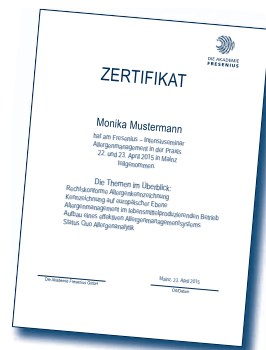 DIE AKADEMIE
FRESENIUS
ZERTIFIKAT
Monika Mustermann
hat am Fresenius – Intensivseminar
Allergenmanagement in der Praxis
22. und 23. April 2015 in Mainz
teilgenommen.
Die Themen im Überblick:
Rechtskonforme Allergenkennzeichnung
Kennzeichnung auf europäischer Ebene
Allergenmanagement im lebensmittelproduzierenden Betrieb
Aufbau eines effektiven Allergenmanagementsystems
Status Quo Allergenanalytik
Mainz, 23. April 2015
Die Akademie Fresenius GmbH
Ort/Datum